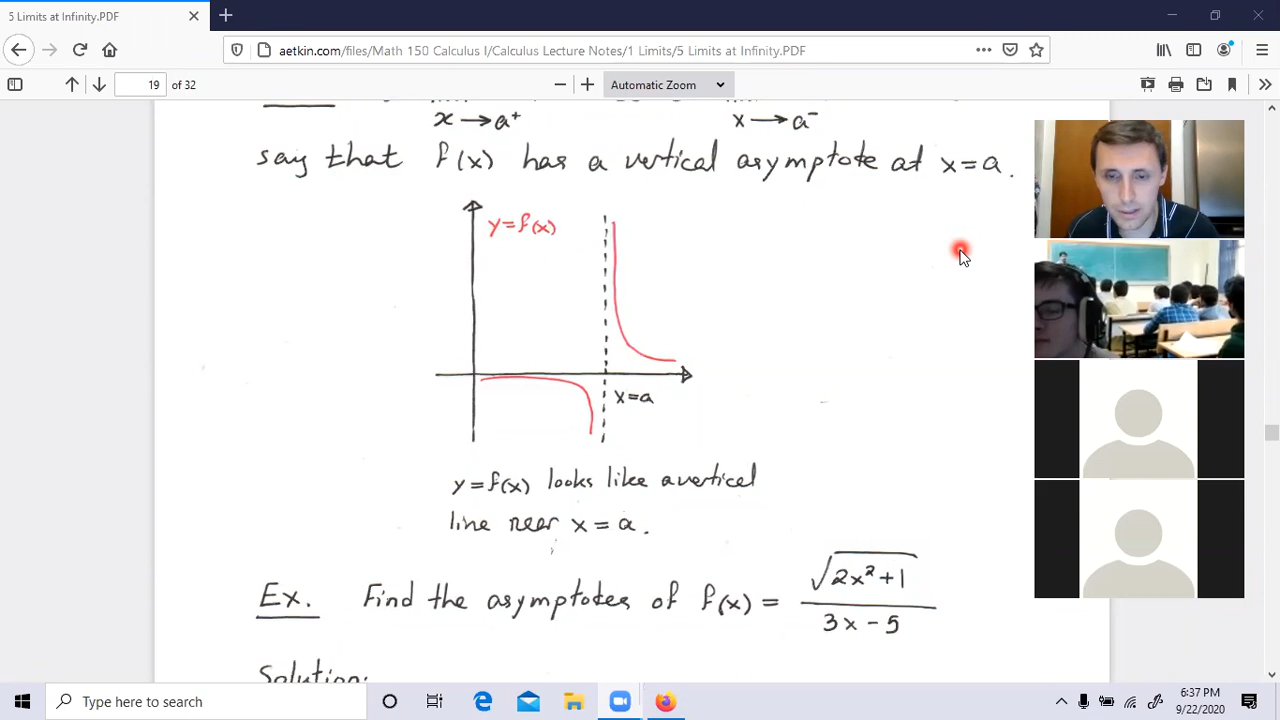 5 Limits at Infinity.PDF
aetkin.com/files/Math 150 Calculus I/Calculus Lecture Notes/1 Limits/5 Limits at Infinity.PDF
19 of 32
Automatic Zoom
x→a⁺ x→a⁻
say that f(x) has a vertical asymptote at x=a.
y=f(x)
x=a
y=f(x) looks like a vertical
line near x=a.
Ex. Find the asymptotes of f(x) = √(2x²+1) / (3x-5)
Solution:
Type here to search
6:37 PM
9/22/2020